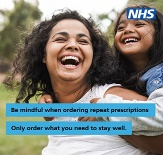 NHS
Be mindful when ordering repeat prescriptions
Only order what you need to stay well.